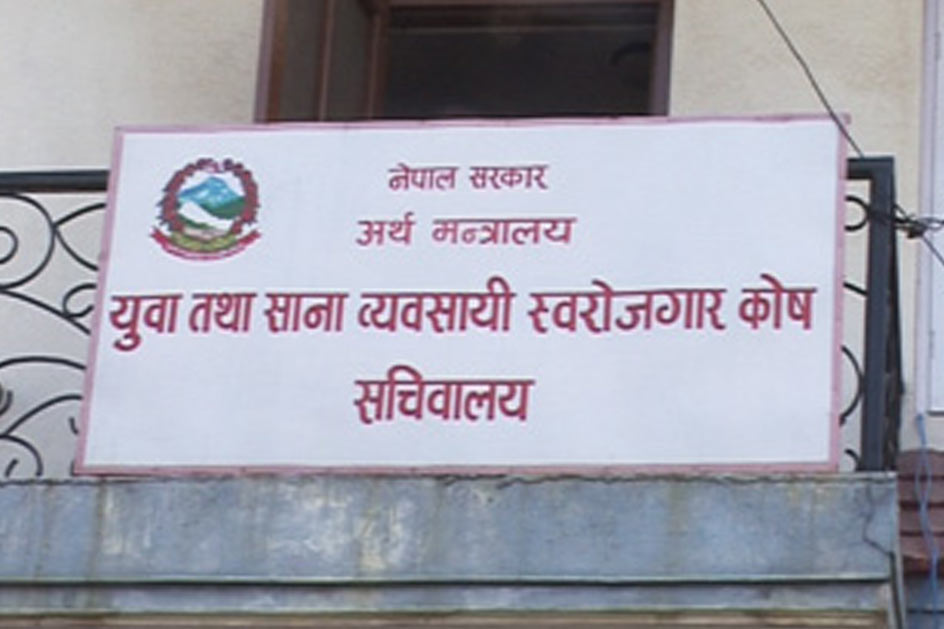 नेपाल सरकार
अर्थ मन्त्रालय
युवा तथा साना व्यवसायी स्वरोजगार कोष
सचिवालय